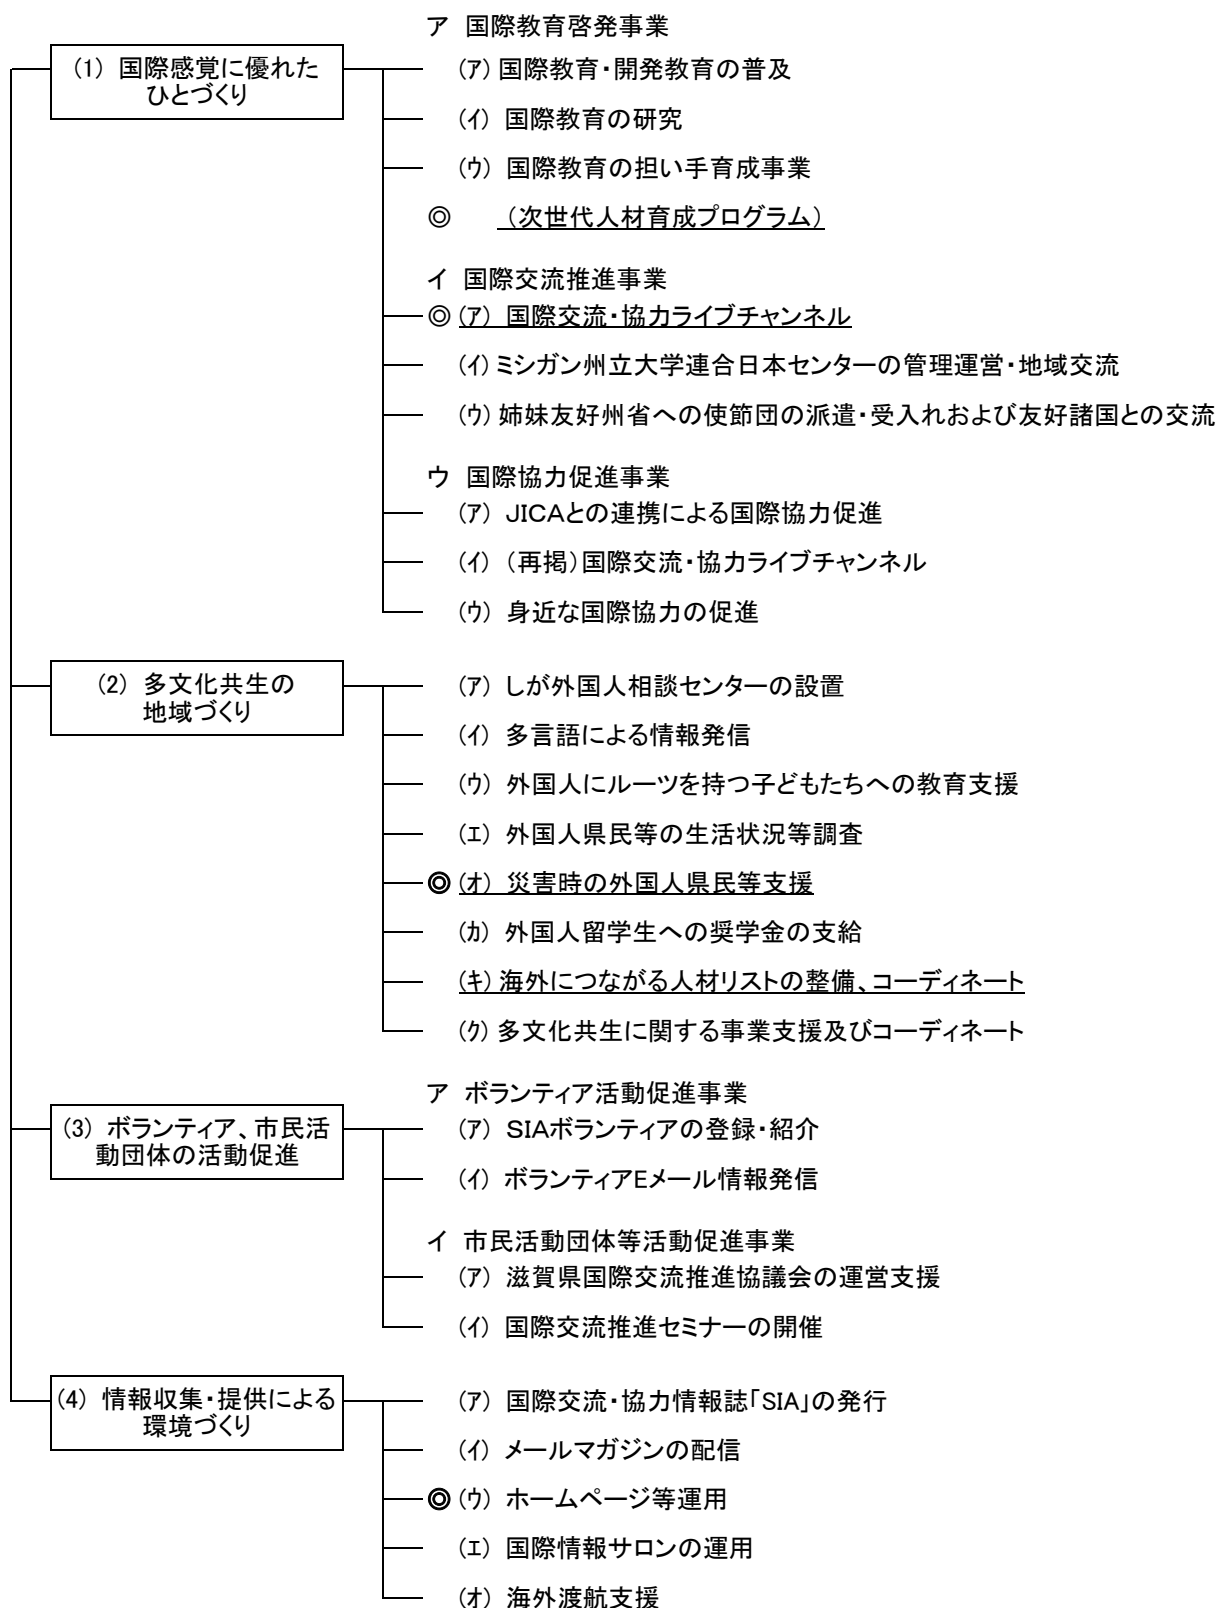 (1) 国際感覚に優れた
ひとづくり
ア 国際教育啓発事業
(ｱ) 国際教育・開発教育の普及
(ｲ) 国際教育の研究
(ｳ) 国際教育の担い手育成事業
◎ （次世代人材育成プログラム）
イ 国際交流推進事業
◎ (ｱ) 国際交流・協力ライブチャンネル
(ｲ) ミシガン州立大学連合日本センターの管理運営・地域交流
(ｳ) 姉妹友好州省への使節団の派遣・受入れおよび友好諸国との交流
ウ 国際協力促進事業
(ｱ) JICAとの連携による国際協力促進
(ｲ) （再掲）国際交流・協力ライブチャンネル
(ｳ) 身近な国際協力の促進
(2) 多文化共生の
地域づくり
(ｱ) しが外国人相談センターの設置
(ｲ) 多言語による情報発信
(ｳ) 外国人にルーツを持つ子どもたちへの教育支援
(ｴ) 外国人県民等の生活状況等調査
◎ (ｵ) 災害時の外国人県民等支援
(ｶ) 外国人留学生への奨学金の支給
(ｷ) 海外につながる人材リストの整備、コーディネート
(ｸ) 多文化共生に関する事業支援及びコーディネート
(3) ボランティア、市民活
動団体の活動促進
ア ボランティア活動促進事業
(ｱ) SIAボランティアの登録・紹介
(ｲ) ボランティアEメール情報発信
イ 市民活動団体等活動促進事業
(ｱ) 滋賀県国際交流推進協議会の運営支援
(ｲ) 国際交流推進セミナーの開催
(4) 情報収集・提供による
環境づくり
(ｱ) 国際交流・協力情報誌「SIA」の発行
(ｲ) メールマガジンの配信
◎ (ｳ) ホームページ等運用
(ｴ) 国際情報サロンの運用
(ｵ) 海外渡航支援